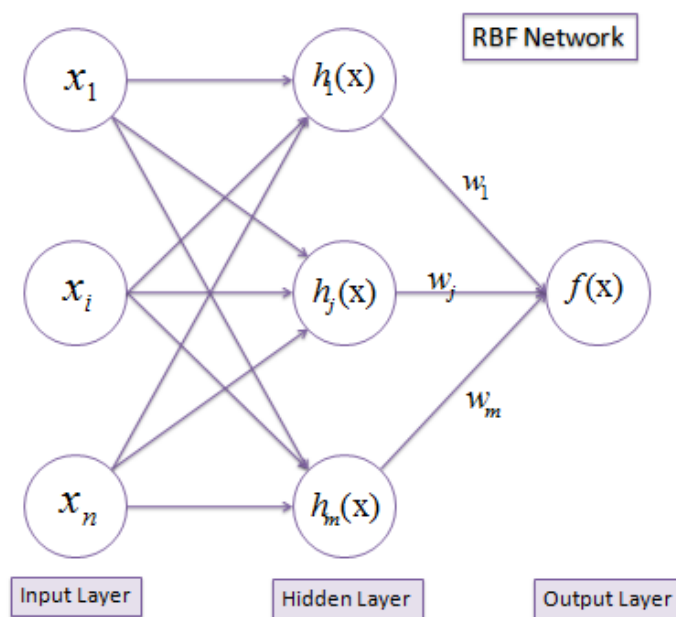 RBF Network
x₁
h₁(x)
w₁
xᵢ
hⱼ(x)
wⱼ
f(x)
wₘ
xₙ
hₘ(x)
Input Layer
Hidden Layer
Output Layer